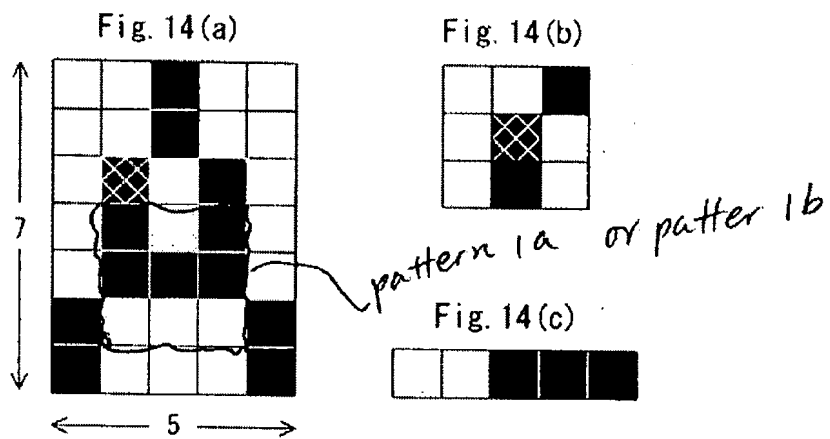 Fig. 14(a)
Fig. 14(b)
7
pattern 1a or patter 1b
Fig. 14(c)
5